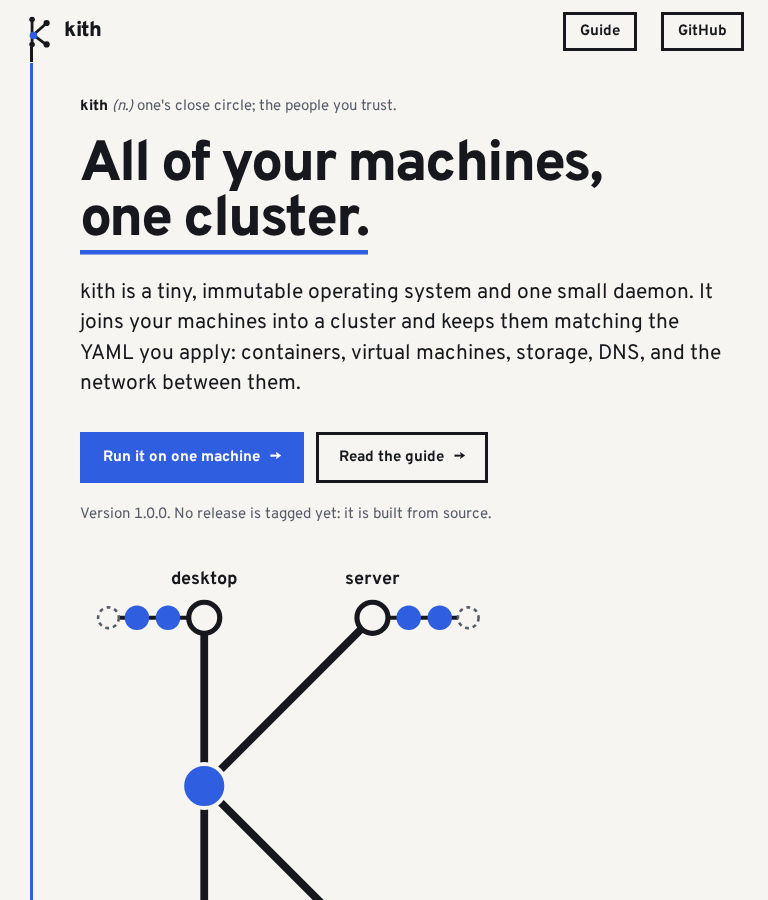 kith
Guide
GitHub
kith (n.) one's close circle; the people you trust.
All of your machines,
one cluster.
kith is a tiny, immutable operating system and one small daemon. It
joins your machines into a cluster and keeps them matching the
YAML you apply: containers, virtual machines, storage, DNS, and the
network between them.
Run it on one machine →
Read the guide →
Version 1.0.0. No release is tagged yet: it is built from source.
desktop
server